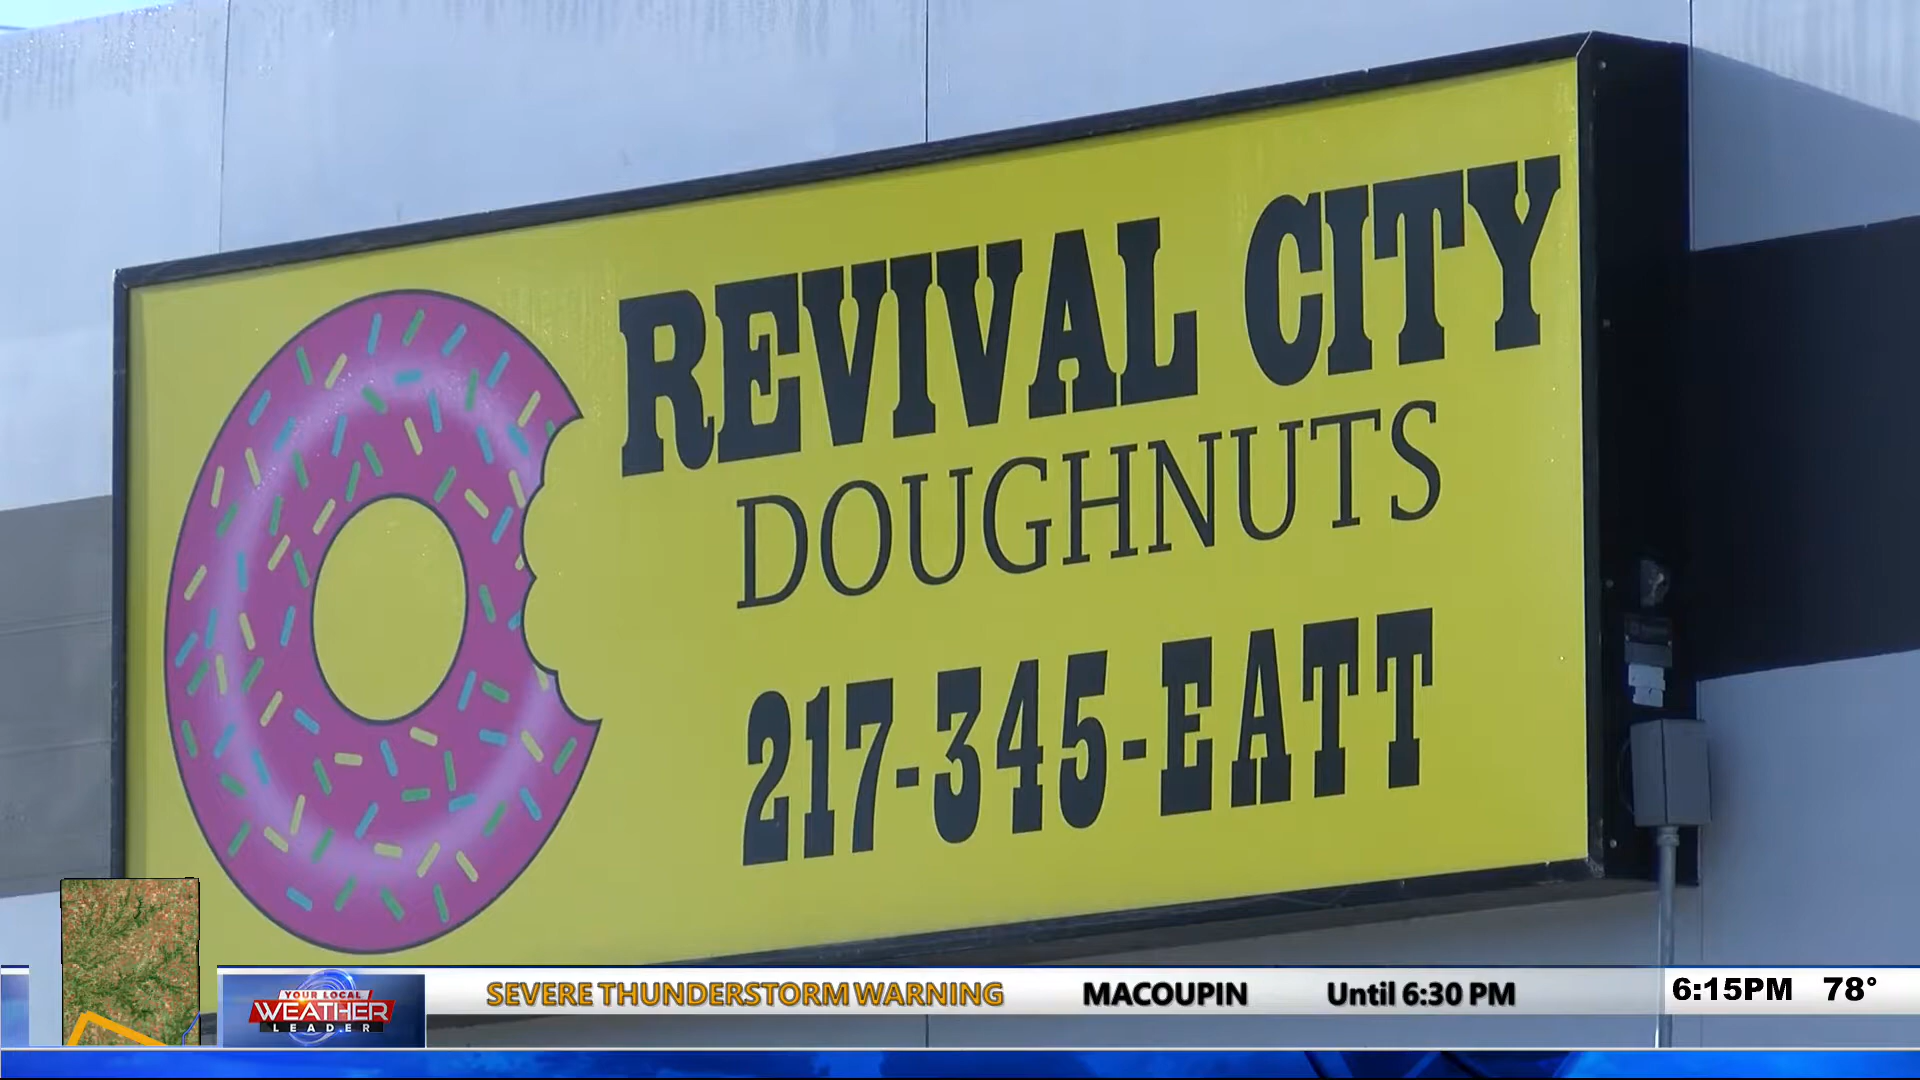 REVIVAL CITY
DOUGHNUTS
217-345-EATT
YOUR LOCAL
WEATHER
LEADER
SEVERE THUNDERSTORM WARNING MACOUPIN Until 6:30 PM 6:15PM 78°